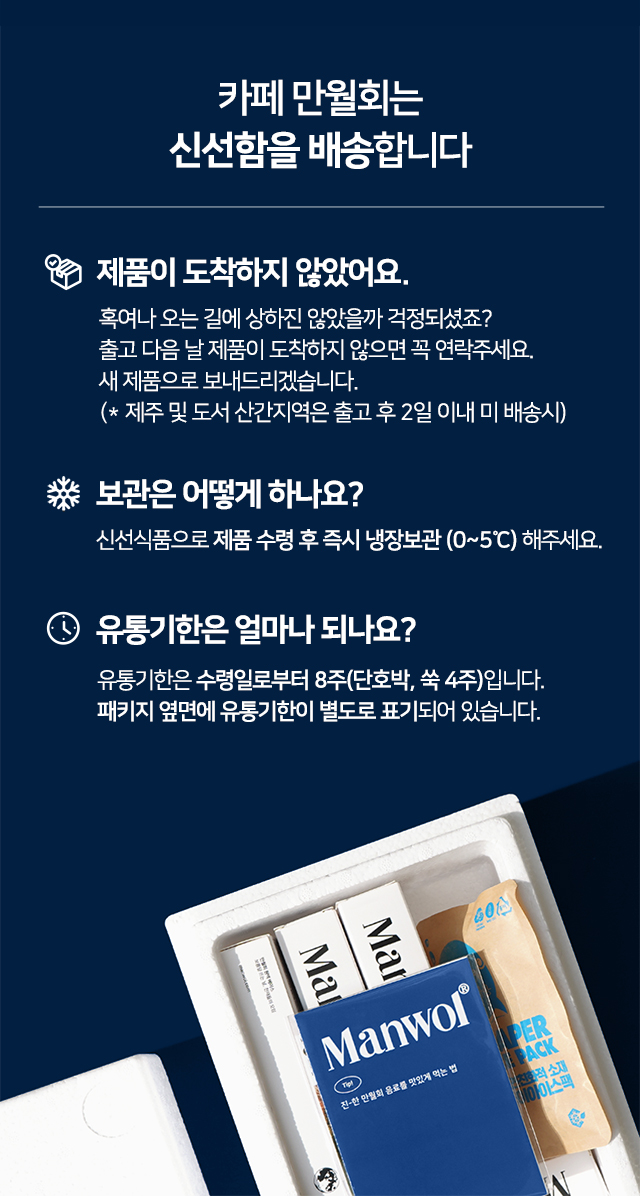 카페 만월회는
신선함을 배송합니다
제품이 도착하지 않았어요.
혹여나 오는 길에 상하진 않았을까 걱정되셨죠?
출고 다음 날 제품이 도착하지 않으면 꼭 연락주세요.
새 제품으로 보내드리겠습니다.
(* 제주 및 도서 산간지역은 출고 후 2일 이내 미 배송시)
보관은 어떻게 하나요?
신선식품으로 제품 수령 후 즉시 냉장보관 (0~5℃) 해주세요.
유통기한은 얼마나 되나요?
유통기한은 수령일로부터 8주(단호박, 쑥 4주)입니다.
패키지 옆면에 유통기한이 별도로 표기되어 있습니다.
Ma
Man
Manwol®
Tip!
진-한 만월회 음료를 맛있게 먹는 법
PER
PACK
소재
아이스팩